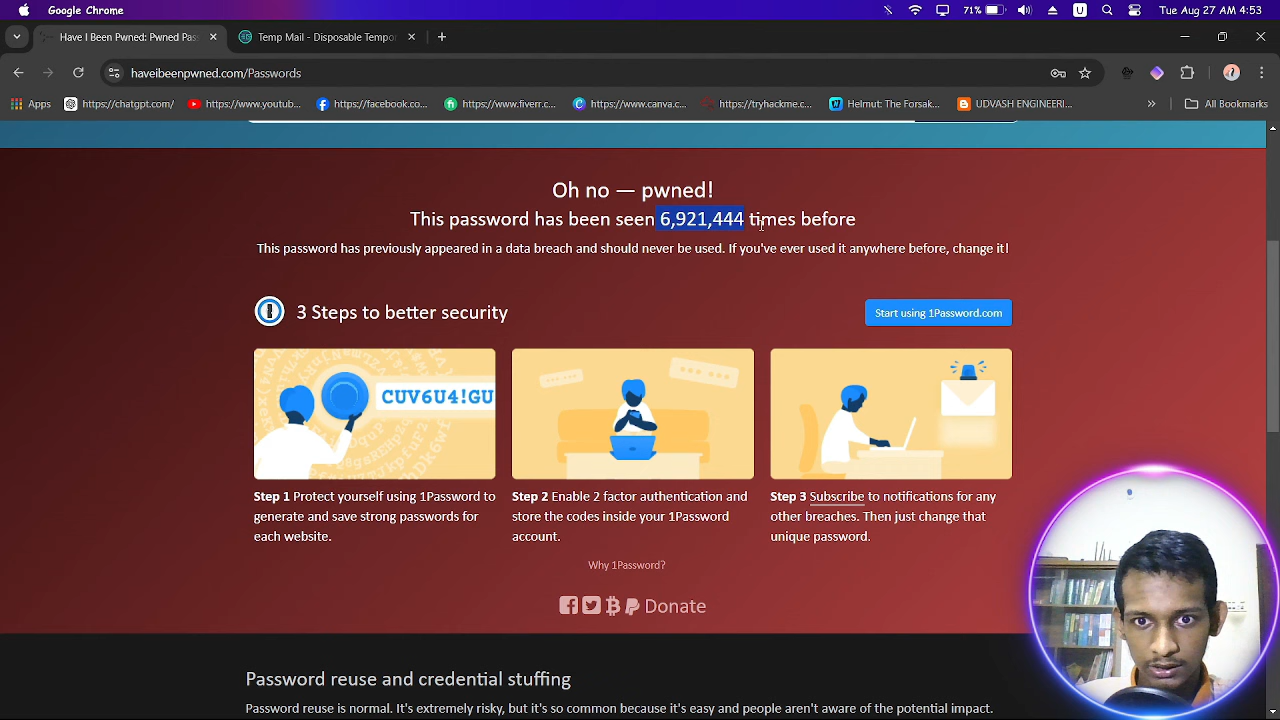 Google Chrome
71%
U
Tue Aug 27 AM 4:53
Have I Been Pwned: Pwned Pas
Temp Mail - Disposable Tempor
haveibeenpwned.com/Passwords
Apps
https://chatgpt.com/
https://www.youtub...
https://facebook.co...
https://www.fiverr.c...
https://www.canva.c...
https://tryhackme.c...
Helmut: The Forsak...
UDVASH ENGINEERI...
All Bookmarks
Oh no — pwned!
This password has been seen 6,921,444 times before
This password has previously appeared in a data breach and should never be used. If you've ever used it anywhere before, change it!
3 Steps to better security
Start using 1Password.com
CUV6U4!GU
Step 1 Protect yourself using 1Password to
generate and save strong passwords for
each website.
Step 2 Enable 2 factor authentication and
store the codes inside your 1Password
account.
Step 3 Subscribe to notifications for any
other breaches. Then just change that
unique password.
Why 1Password?
Donate
Password reuse and credential stuffing
Password reuse is normal. It's extremely risky, but it's so common because it's easy and people aren't aware of the potential impact.